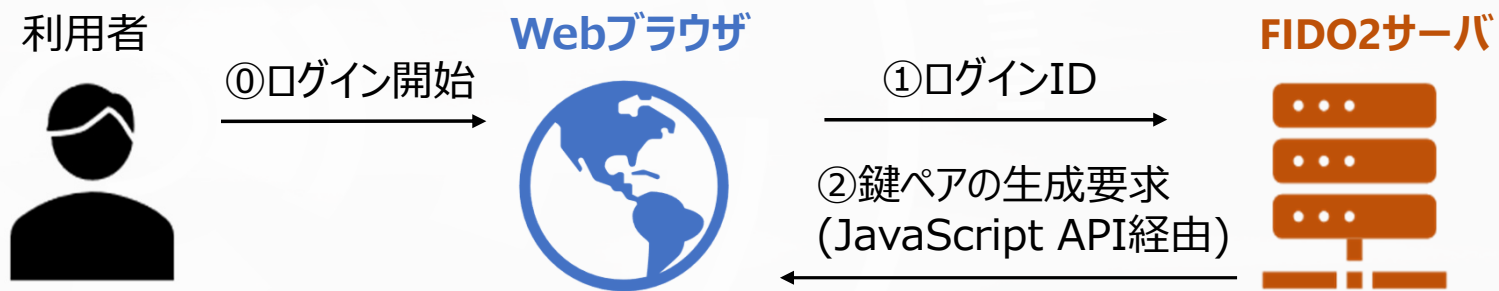 利用者
Webブラウザ
FIDO2サーバ
⓪ログイン開始
①ログインID
②鍵ペアの生成要求
(JavaScript API経由)